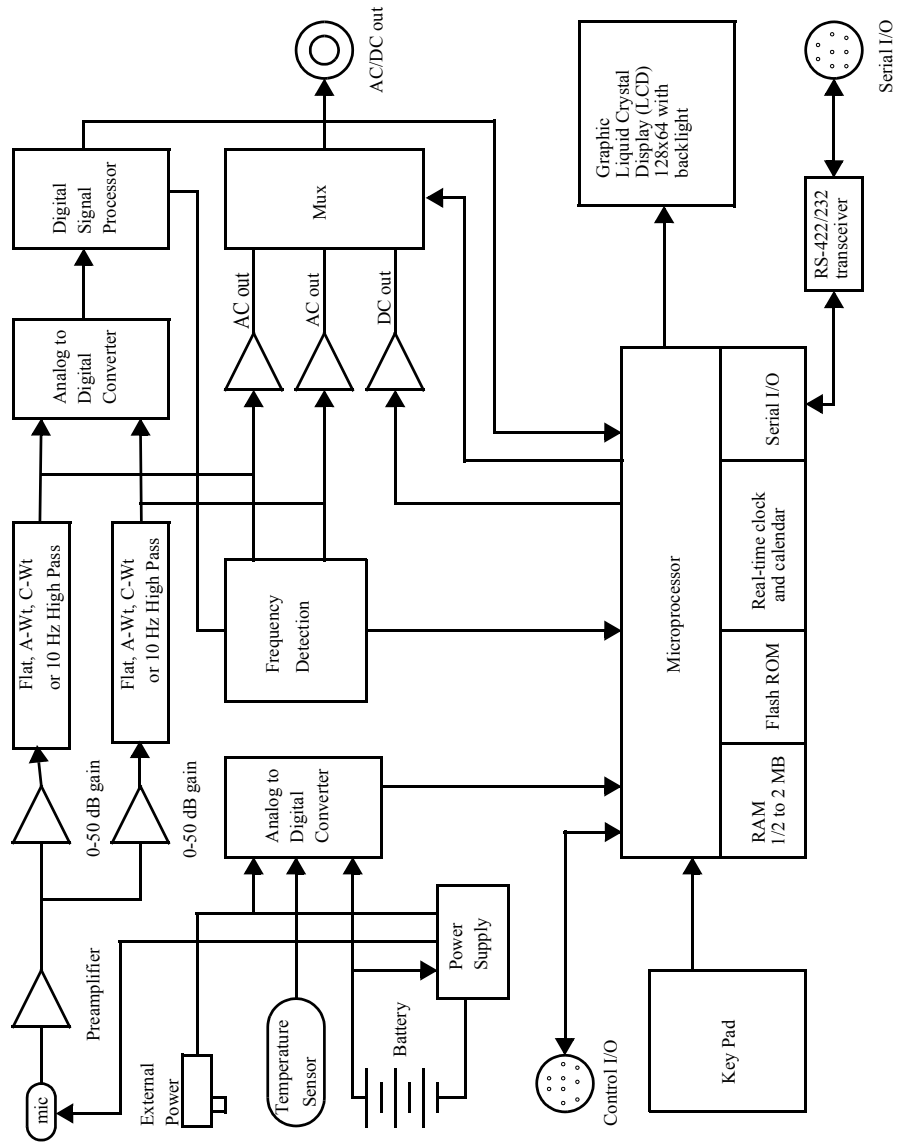 mic
Preamplifier
0-50 dB gain
0-50 dB gain
Flat, A-Wt, C-Wt
or 10 Hz High Pass
Flat, A-Wt, C-Wt
or 10 Hz High Pass
Analog to
Digital
Converter
Digital
Signal
Processor
External
Power
Temperature
Sensor
Battery
Power
Supply
Analog to
Digital
Converter
Frequency
Detection
AC out
AC out
DC out
Mux
AC/DC out
Control I/O
Key Pad
Microprocessor
RAM
1/2 to 2 MB
Flash ROM
Real-time clock
and calendar
Serial I/O
Graphic
Liquid Crystal
Display (LCD)
128x64 with
backlight
RS-422/232
transceiver
Serial I/O